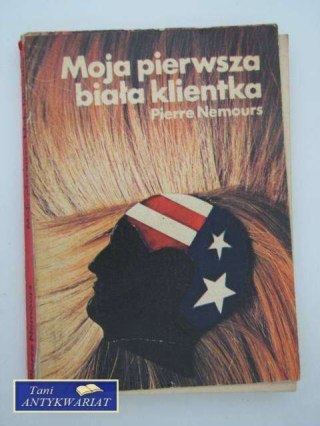 Moja pierwsza
biała klientka
Pierre Nemours
Tani
ANTYKWARIAT